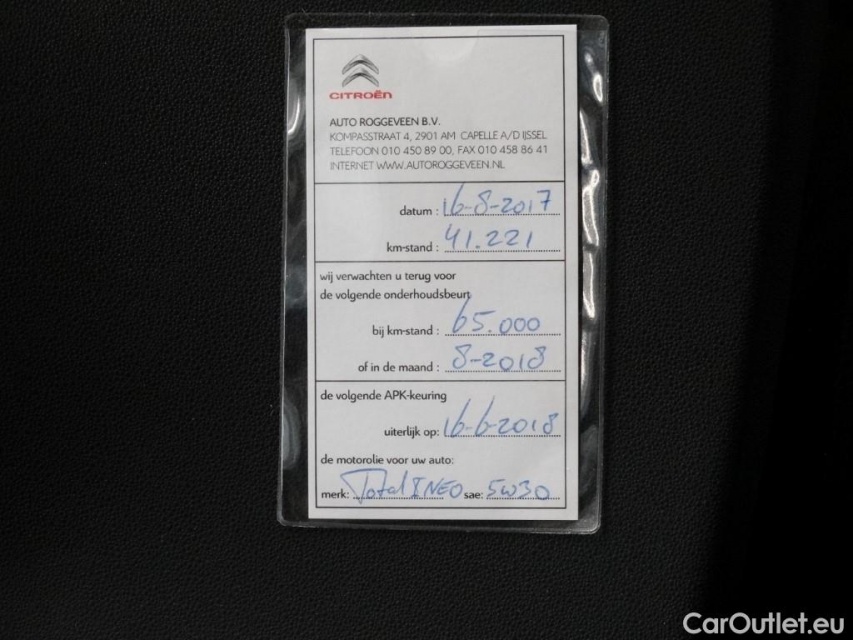 CITROËN
AUTO ROGGEVEEN B.V.
KOMPASSTRAAT 4, 2901 AM CAPELLE A/D IJSSEL
TELEFOON 010 450 89 00, FAX 010 458 86 41
INTERNET WWW.AUTOROGGEVEEN.NL
datum : 16-8-2017
km-stand : 41.221
wij verwachten u terug voor
de volgende onderhoudsbeurt
bij km-stand : 65.000
of in de maand : 8-2018
de volgende APK-keuring
uiterlijk op: 16-6-2018
de motorolie voor uw auto:
merk: Total INEO sae: 5W30
CarOutlet.eu